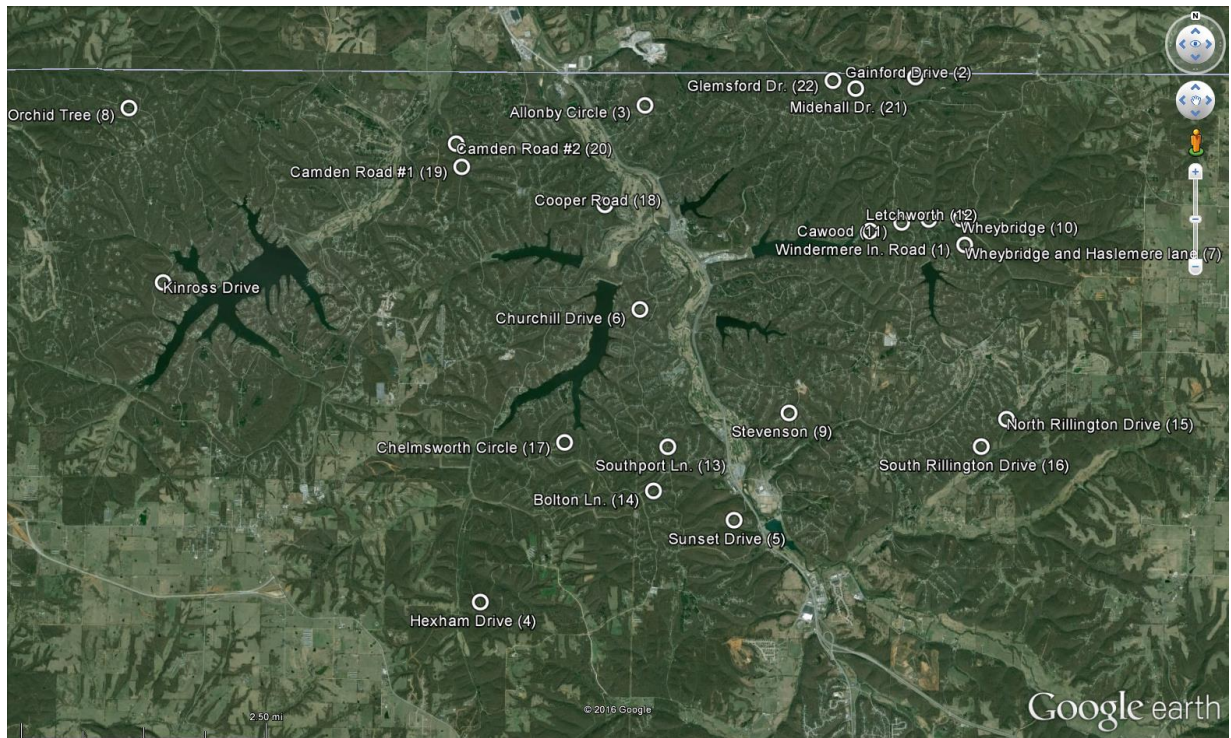 N
Gainford Drive (2)
Glemsford Dr. (22)
Midehall Dr. (21)
Orchid Tree (8)
Allonby Circle (3)
Camden Road #2 (20)
Camden Road #1 (19)
Cooper Road (18)
Letchworth (12)
Cawood (11)
Wheybridge (10)
Windermere In. Road (1)
Wheybridge and Haslemere lane (7)
Kinross Drive
Churchill Drive (6)
Stevenson (9)
North Rillington Drive (15)
Chelmsworth Circle (17)
Southport Ln. (13)
South Rillington Drive (16)
Bolton Ln. (14)
Sunset Drive (5)
Hexham Drive (4)
2.50 mi
© 2016 Google
Google earth